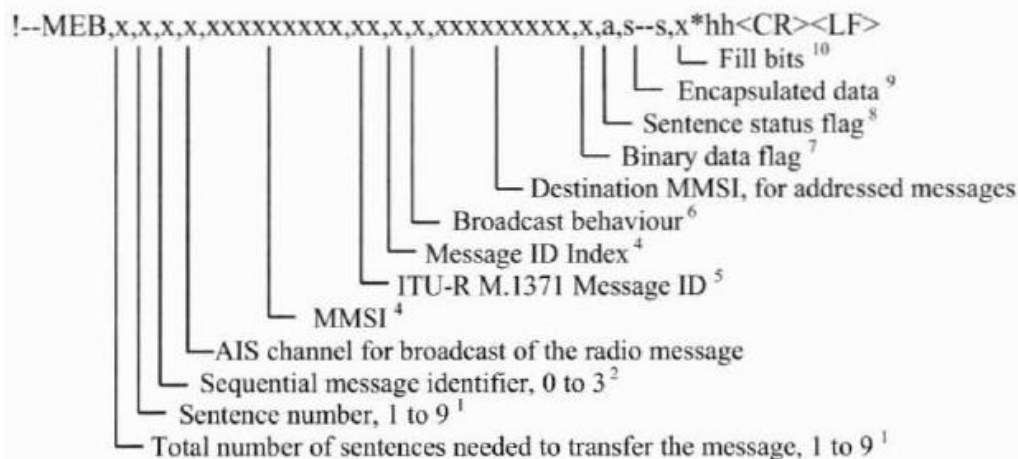 !--MEB,x,x,x,x,xxxxxxxxx,xx,x,x,xxxxxxxxx,x,a,s--s,x*hh<CR><LF>
Fill bits 10
Encapsulated data 9
Sentence status flag 8
Binary data flag 7
Destination MMSI, for addressed messages
Broadcast behaviour 6
Message ID Index 4
ITU-R M.1371 Message ID 5
MMSI 4
AIS channel for broadcast of the radio message
Sequential message identifier, 0 to 3 2
Sentence number, 1 to 9 1
Total number of sentences needed to transfer the message, 1 to 9 1